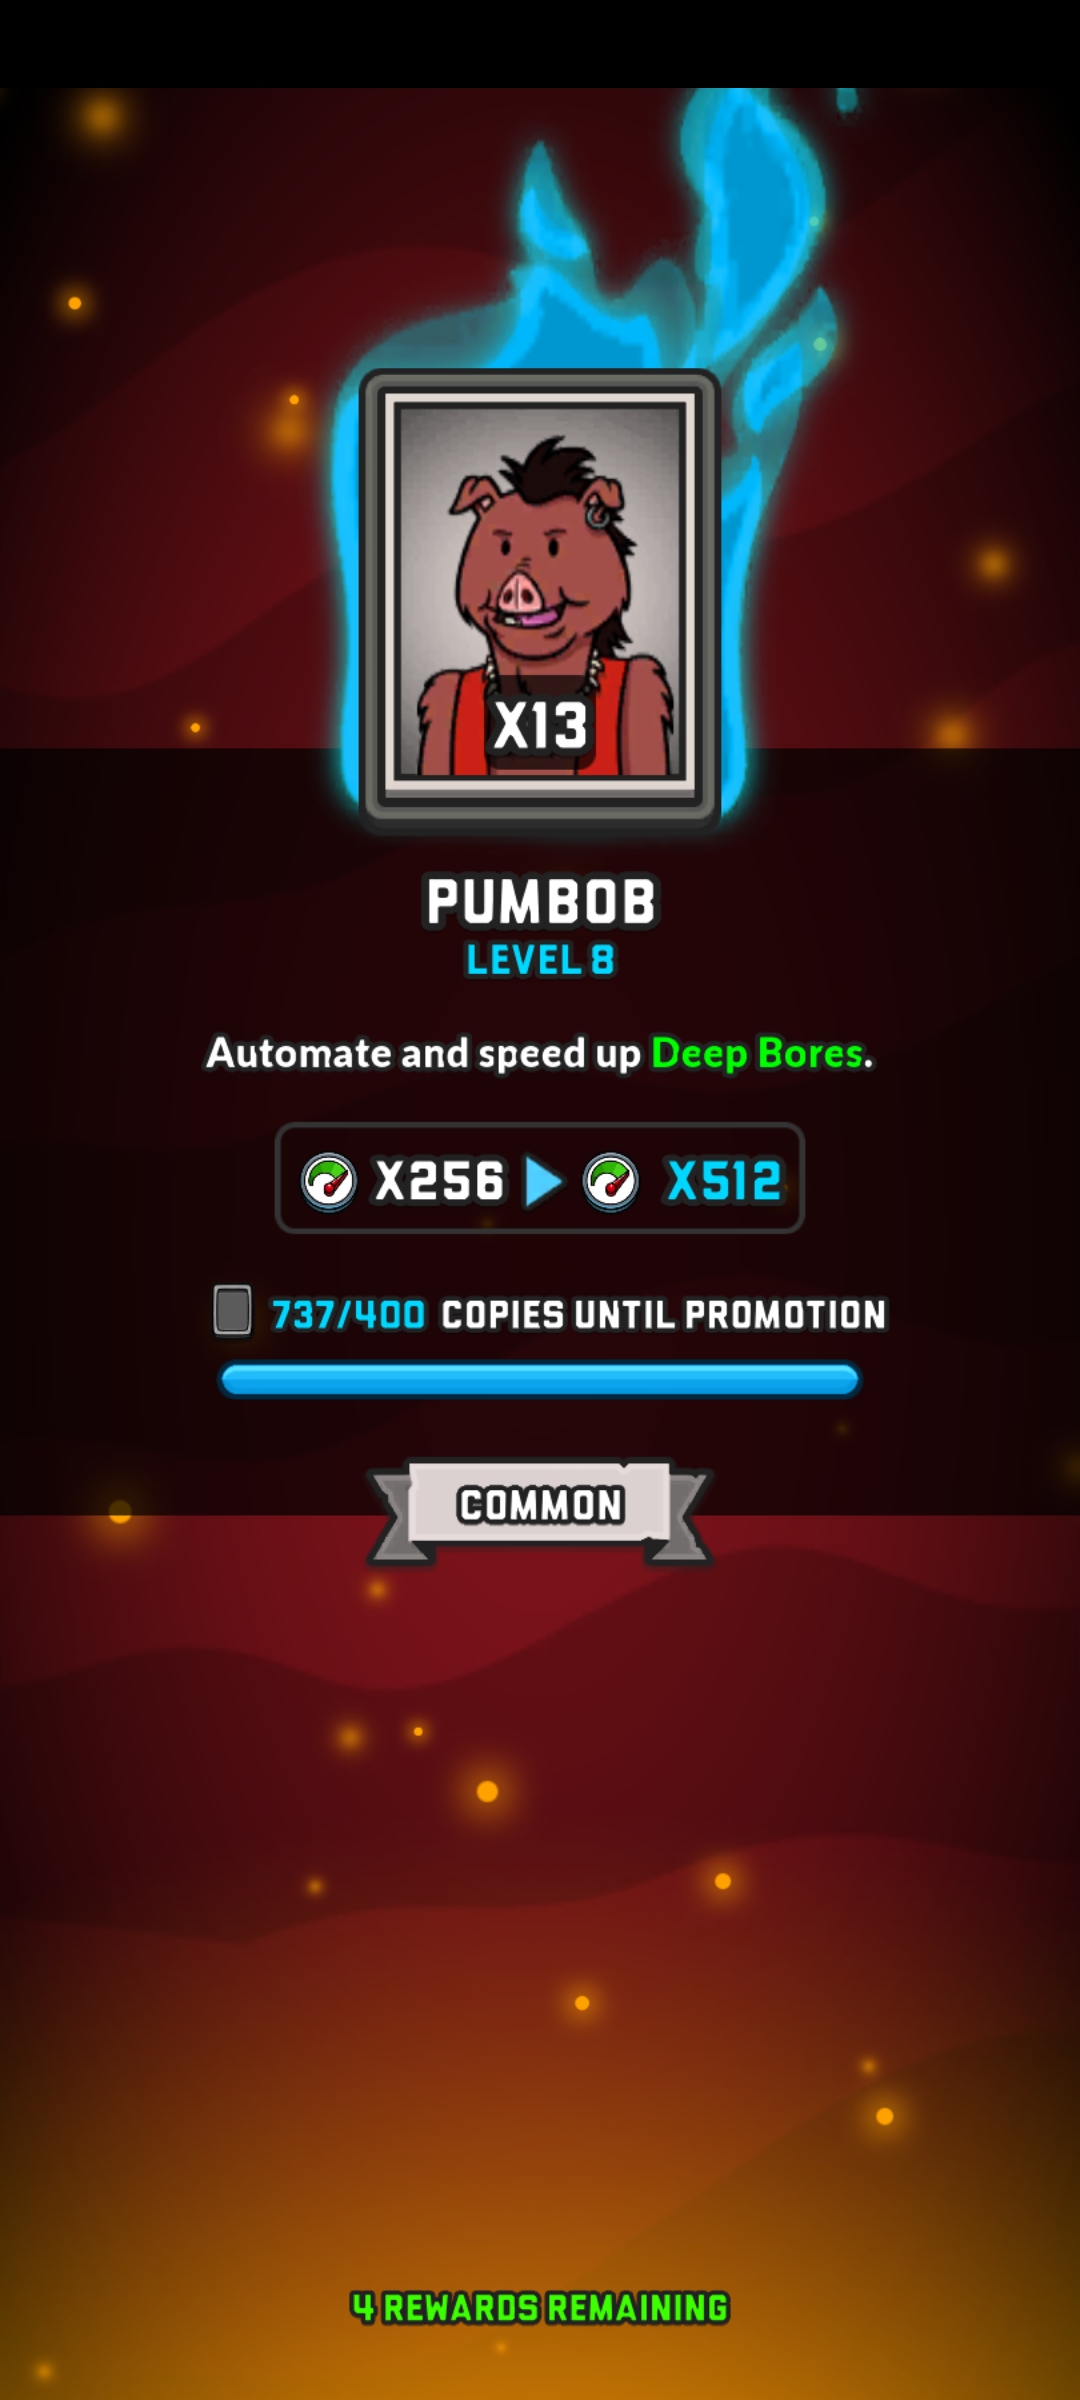 X13
PUMBOB
LEVEL 8
Automate and speed up Deep Bores.
X256 X512
737/400 COPIES UNTIL PROMOTION
COMMON
4 REWARDS REMAINING